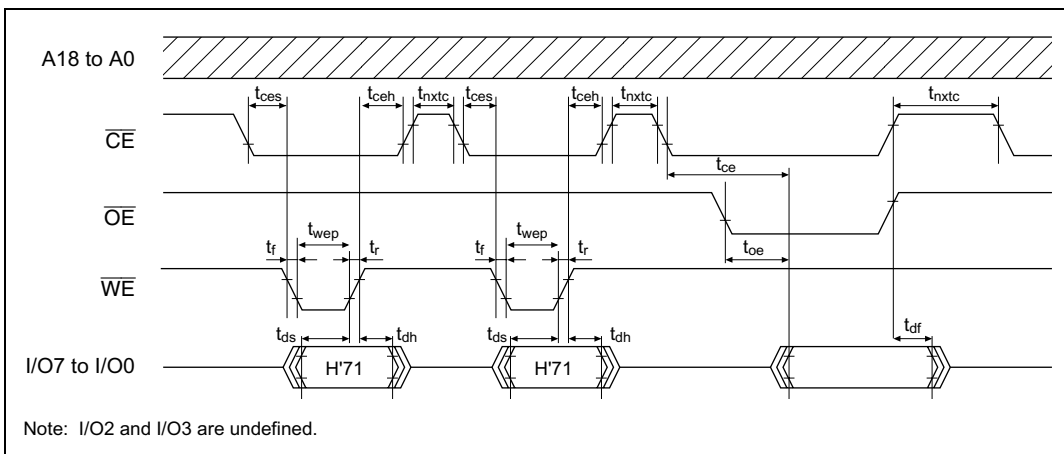 A18 to A0
tces tceh tnxtc tces tceh tnxtc tnxtc
CE
tce
OE
tf twep tr tf twep tr toe
WE
tds tdh tds tdh tdf
I/O7 to I/O0 H'71 H'71
Note: I/O2 and I/O3 are undefined.